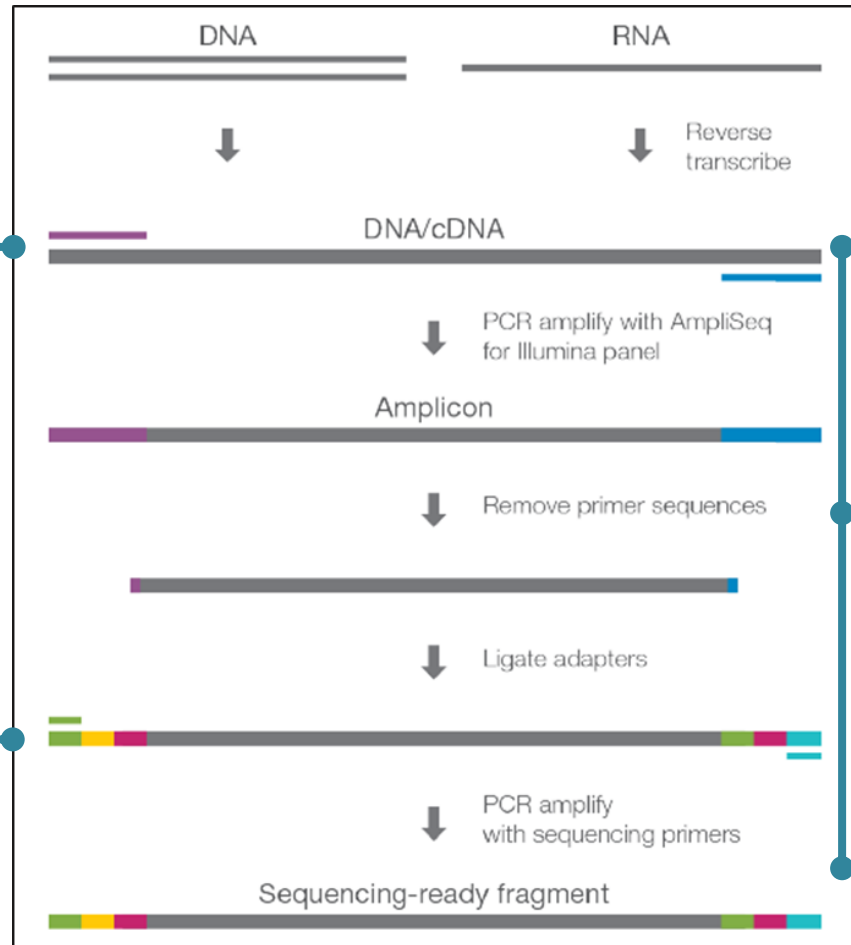 DNA
RNA
Reverse
transcribe
DNA/cDNA
PCR amplify with AmpliSeq
for Illumina panel
Amplicon
Remove primer sequences
Ligate adapters
PCR amplify
with sequencing primers
Sequencing-ready fragment